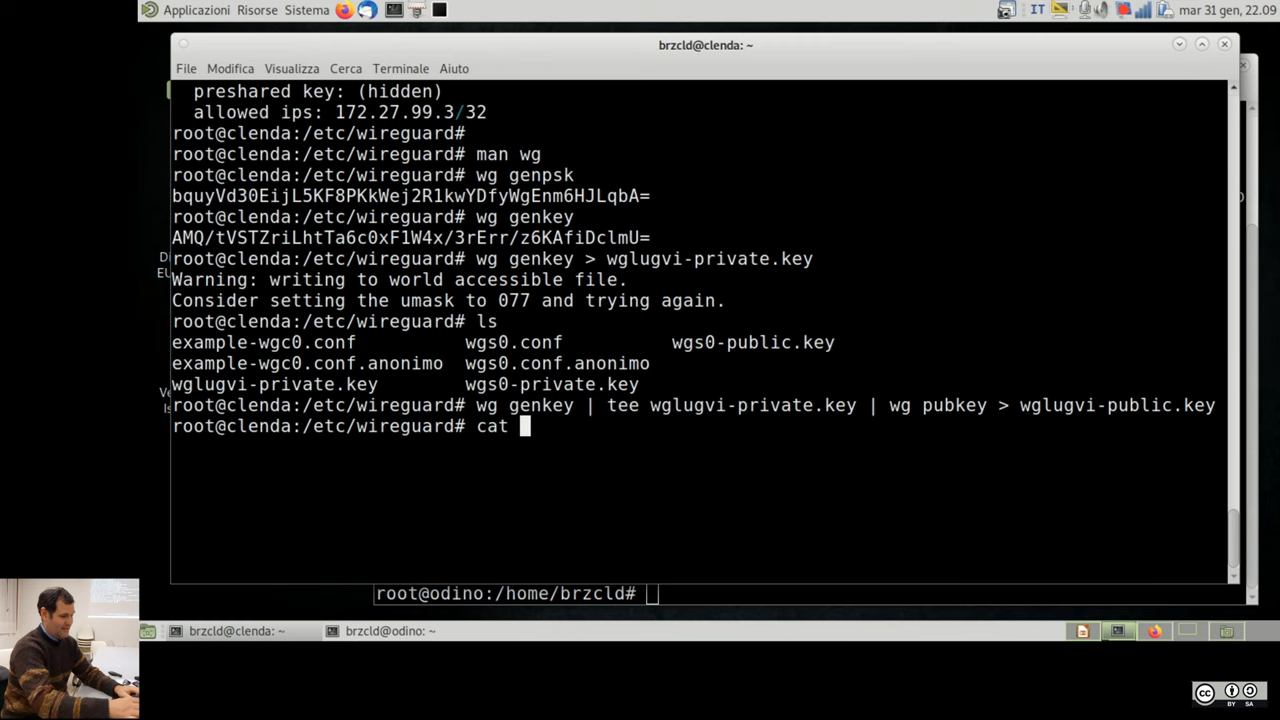 Applicazioni Risorse Sistema
IT
mar 31 gen, 22.09
brzcld@clenda: ~
File Modifica Visualizza Cerca Terminale Aiuto
preshared key: (hidden)
allowed ips: 172.27.99.3/32
root@clenda:/etc/wireguard#
root@clenda:/etc/wireguard# man wg
root@clenda:/etc/wireguard# wg genpsk
bquyVd30EijL5KF8PKkWej2R1kwYDfyWgEnm6HJLqbA=
root@clenda:/etc/wireguard# wg genkey
AMQ/tVSTZriLhtTa6c0xF1W4x/3rErr/z6KAfiDclmU=
root@clenda:/etc/wireguard# wg genkey > wglugvi-private.key
Warning: writing to world accessible file.
Consider setting the umask to 077 and trying again.
root@clenda:/etc/wireguard# ls
example-wgc0.conf wgs0.conf wgs0-public.key
example-wgc0.conf.anonimo wgs0.conf.anonimo
wglugvi-private.key wgs0-private.key
root@clenda:/etc/wireguard# wg genkey | tee wglugvi-private.key | wg pubkey > wglugvi-public.key
root@clenda:/etc/wireguard# cat
root@odino:/home/brzcld#
brzcld@clenda: ~
brzcld@odino: ~
cc BY SA